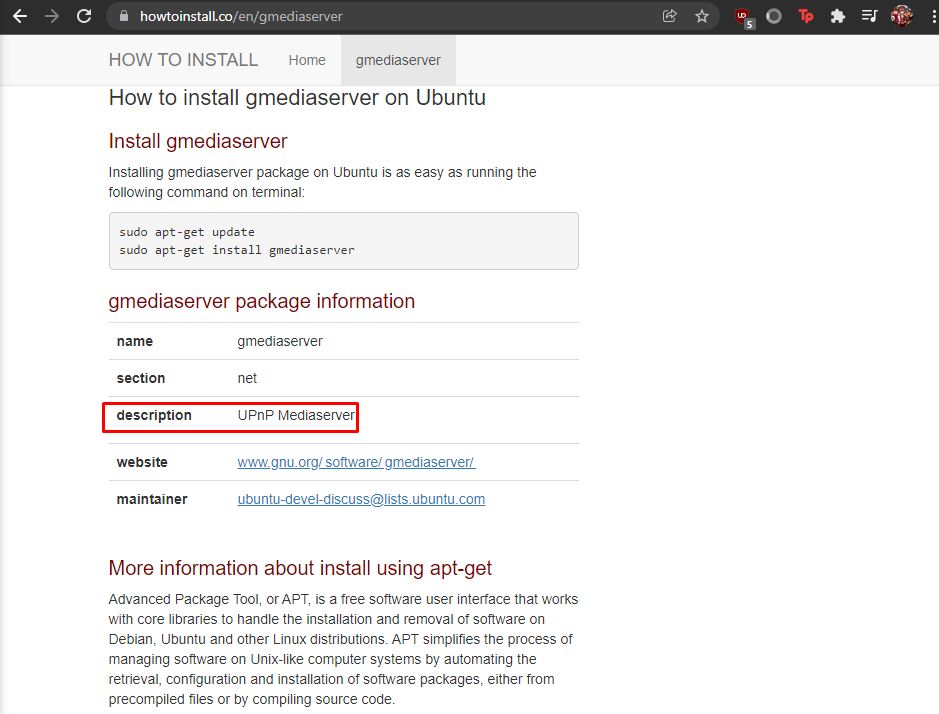 howtoinstall.co/en/gmediaserver
UD
5
Tp
HOW TO INSTALL Home gmediaserver
How to install gmediaserver on Ubuntu
Install gmediaserver
Installing gmediaserver package on Ubuntu is as easy as running the
following command on terminal:
sudo apt-get update
sudo apt-get install gmediaserver
gmediaserver package information
name gmediaserver
section net
description UPnP Mediaserver
website www.gnu.org/ software/ gmediaserver/
maintainer ubuntu-devel-discuss@lists.ubuntu.com
More information about install using apt-get
Advanced Package Tool, or APT, is a free software user interface that works
with core libraries to handle the installation and removal of software on
Debian, Ubuntu and other Linux distributions. APT simplifies the process of
managing software on Unix-like computer systems by automating the
retrieval, configuration and installation of software packages, either from
precompiled files or by compiling source code.